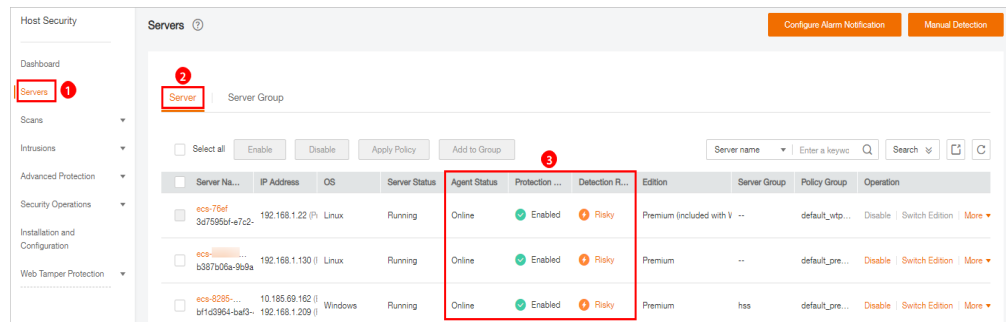 Host Security
Servers
Configure Alarm Notification
Manual Detection
Dashboard
Servers
1
Scans
Intrusions
Advanced Protection
Security Operations
Installation and
Configuration
Web Tamper Protection
2
Server
Server Group
Select all
Enable
Disable
Apply Policy
Add to Group
3
Server name
Enter a keywc
Search
Server Na...
IP Address
OS
Server Status
Agent Status
Protection ...
Detection R...
Edition
Server Group
Policy Group
Operation
ecs-76ef
3d7595bf-e7c2-
192.168.1.22 (Pi
Linux
Running
Online
Enabled
Risky
Premium (included with V
--
default_wtp...
Disable | Switch Edition | More
ecs- ...
b387b06a-9b9a
192.168.1.130 (I
Linux
Running
Online
Enabled
Risky
Premium
--
default_pre...
Disable | Switch Edition | More
ecs-8285-...
bf1d3964-baf3-
10.185.69.162 (I
192.168.1.209 (I
Windows
Running
Online
Enabled
Risky
Premium
hss
default_pre...
Disable | Switch Edition | More